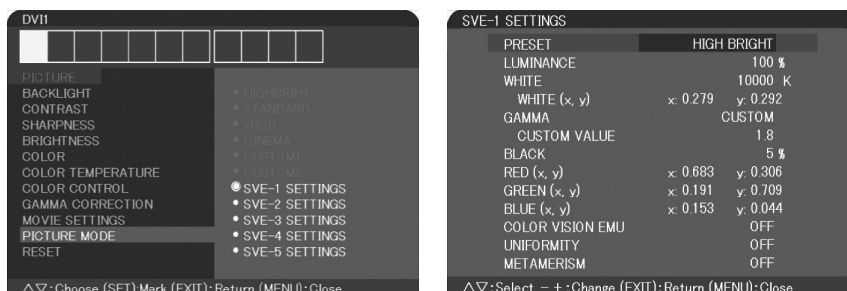 DVI1
PICTURE
BACKLIGHT
CONTRAST
SHARPNESS
BRIGHTNESS
COLOR
COLOR TEMPERATURE
COLOR CONTROL
GAMMA CORRECTION
MOVIE SETTINGS
PICTURE MODE
RESET
• HIGHBRIHT
• STANDARD
• sRGB
• CINEMA
• CUSTOM1
• CUSTOM2
SVE-1 SETTINGS
• SVE-2 SETTINGS
• SVE-3 SETTINGS
• SVE-4 SETTINGS
• SVE-5 SETTINGS
△▽:Choose (SET):Mark (EXIT):Return (MENU):Close
SVE-1 SETTINGS
PRESET HIGH BRIGHT
LUMINANCE 100 %
WHITE 10000 K
WHITE (x, y) x: 0.279 y: 0.292
GAMMA CUSTOM
CUSTOM VALUE 1.8
BLACK 5 %
RED (x, y) x: 0.683 y: 0.306
GREEN (x, y) x: 0.191 y: 0.709
BLUE (x, y) x: 0.153 y: 0.044
COLOR VISION EMU OFF
UNIFORMITY OFF
METAMERISM OFF
△▽:Select −+:Change (EXIT):Return (MENU):Close